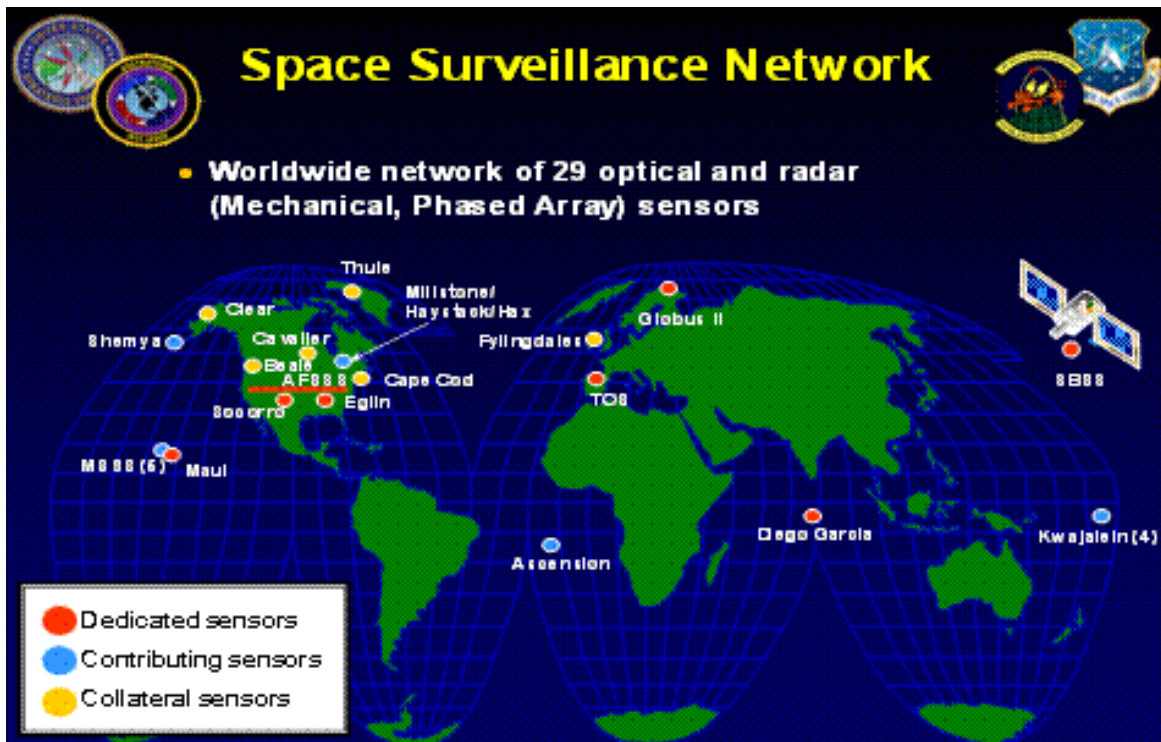 Space Surveillance Network
• Worldwide network of 29 optical and radar
(Mechanical, Phased Array) sensors
Thule
Millstone/
Haystack/Hax
Clear
Globus II
Shemya
Cavalier
Fylingdales
Beale
AFSSS
Cape Cod
SBSS
TOS
Socorro
Eglin
MSSS (5)
Maui
Diego Garcia
Kwajalein (4)
Ascension
Dedicated sensors
Contributing sensors
Collateral sensors